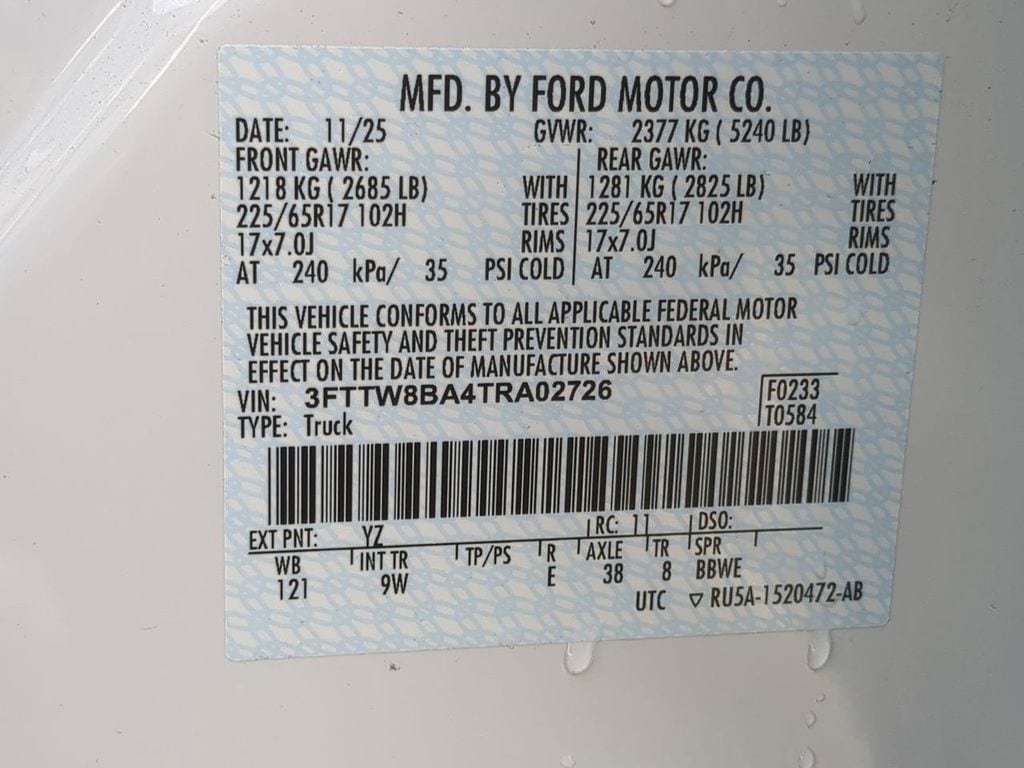 MFD. BY FORD MOTOR CO.
DATE: 11/25 GVWR: 2377 KG ( 5240 LB)
FRONT GAWR: REAR GAWR:
1218 KG ( 2685 LB) WITH 1281 KG ( 2825 LB) WITH
225/65R17 102H TIRES 225/65R17 102H TIRES
17x7.0J RIMS 17x7.0J RIMS
AT 240 kPa/ 35 PSI COLD AT 240 kPa/ 35 PSI COLD
THIS VEHICLE CONFORMS TO ALL APPLICABLE FEDERAL MOTOR
VEHICLE SAFETY AND THEFT PREVENTION STANDARDS IN
EFFECT ON THE DATE OF MANUFACTURE SHOWN ABOVE.
VIN: 3FTTW8BA4TRA02726 F0233
TYPE: Truck T0584
EXT PNT: YZ RC: 11 DSO:
WB INT TR TP/PS R AXLE TR SPR
121 9W E 38 8 BBWE
UTC ▽ RU5A-1520472-AB